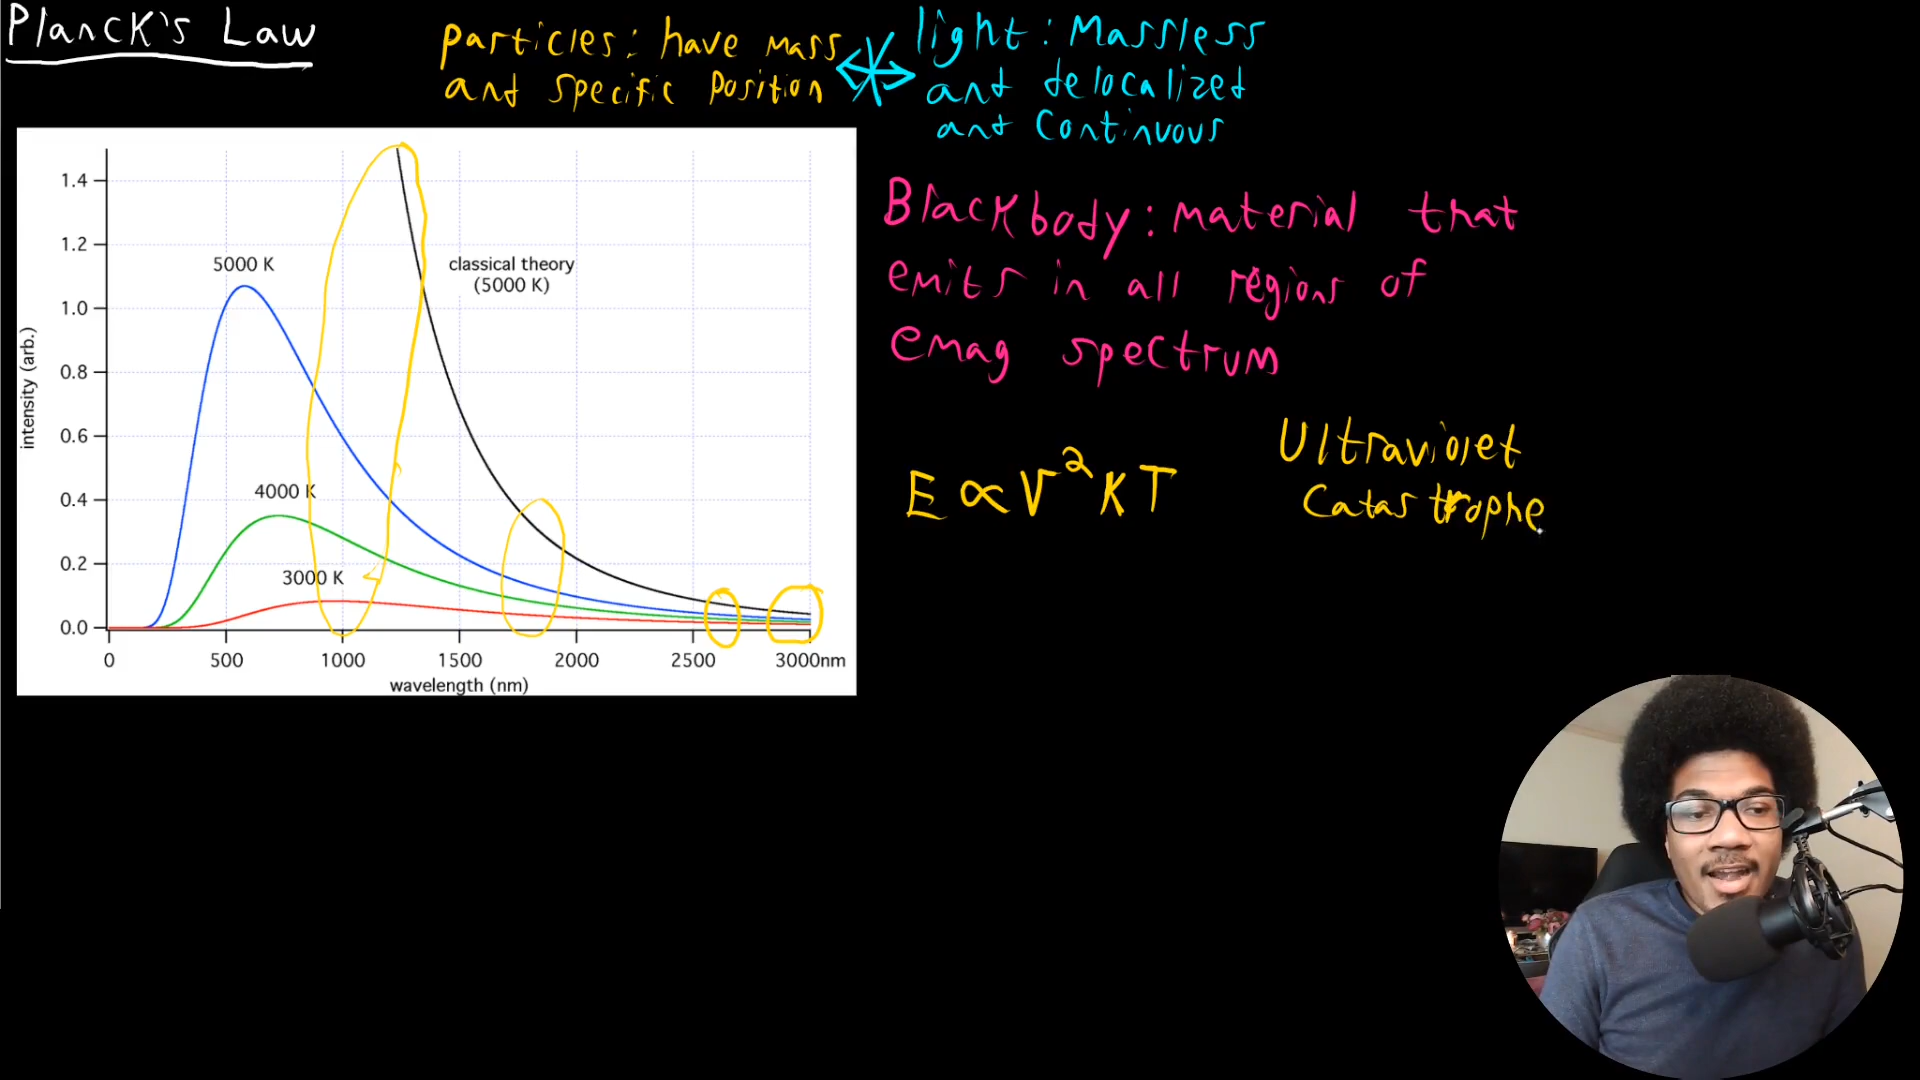 Planck's Law
particles: have mass
and specific position
light: Massless
and delocalized
and Continuous
Blackbody: material that
emits in all regions of
emag spectrum
E ∝ V² K T
Ultraviolet
Catastrophe
intensity (arb.)
1.4
1.2
1.0
0.8
0.6
0.4
0.2
0.0
5000 K
classical theory
(5000 K)
4000 K
3000 K
0 500 1000 1500 2000 2500 3000nm
wavelength (nm)